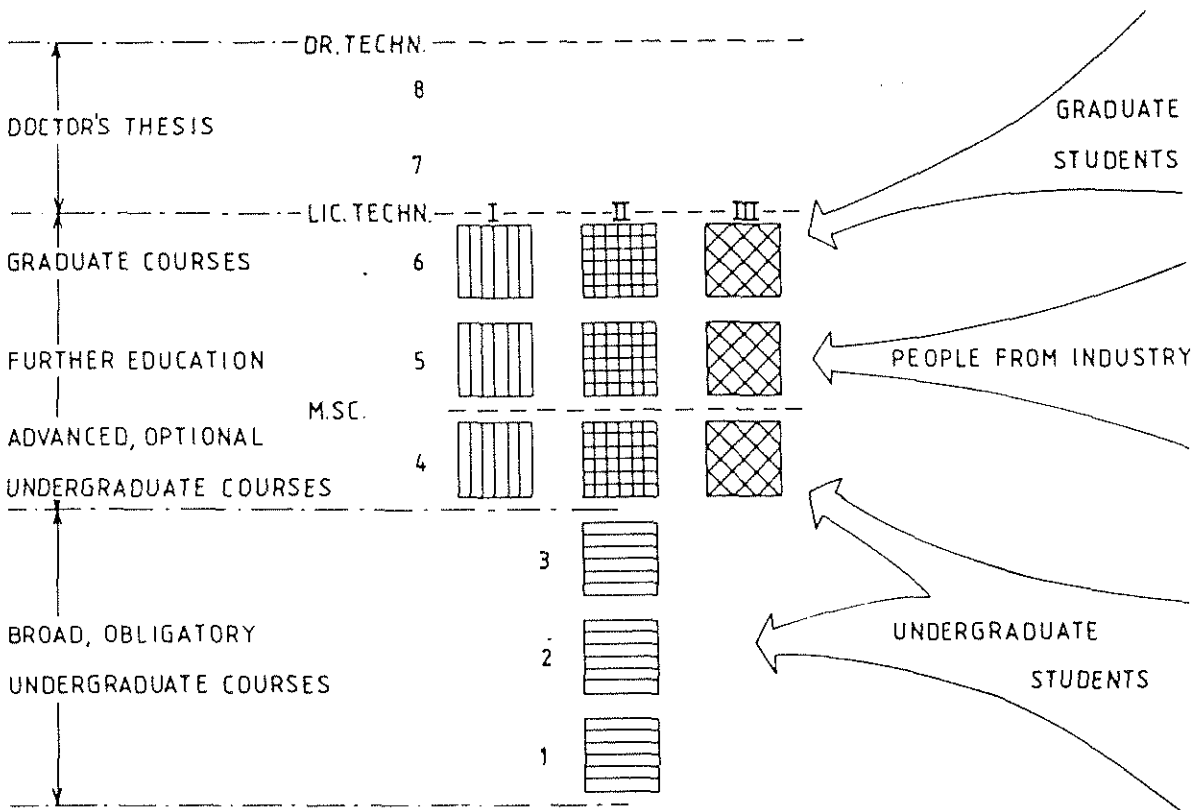 DR. TECHN.
8
DOCTOR'S THESIS
7
GRADUATE
STUDENTS
LIC. TECHN.
I
II
III
GRADUATE COURSES
6
FURTHER EDUCATION
5
PEOPLE FROM INDUSTRY
M.SC.
ADVANCED, OPTIONAL
UNDERGRADUATE COURSES
4
3
BROAD, OBLIGATORY
UNDERGRADUATE COURSES
2
UNDERGRADUATE
STUDENTS
1